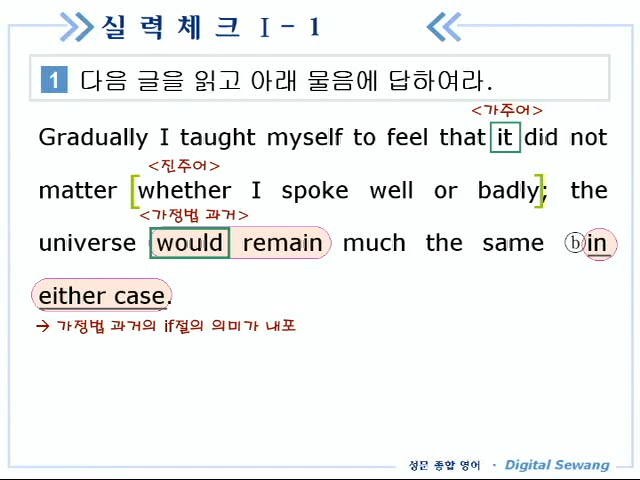 실 력 체 크 I - 1
1 다음 글을 읽고 아래 물음에 답하여라.
<가주어>
Gradually I taught myself to feel that it did not
<진주어>
matter [whether I spoke well or badly]; the
<가정법 과거>
universe would remain much the same ⓑin
either case.
→ 가정법 과거의 if절의 의미가 내포
성문 종합 영어 · Digital Sewang